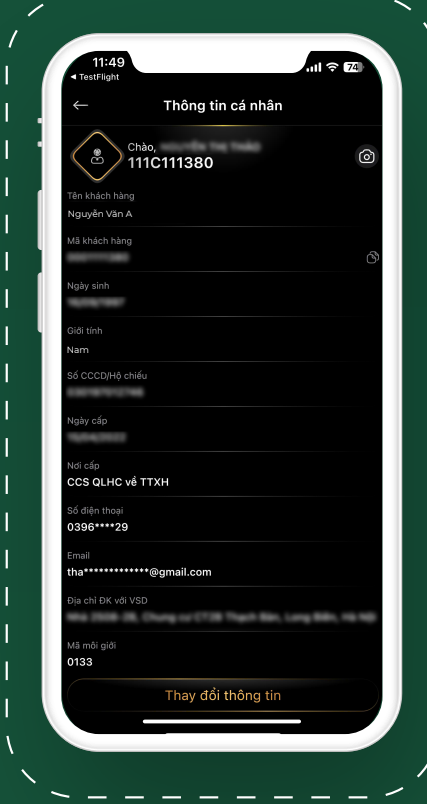 11:49
74
◀ TestFlight
Thông tin cá nhân
Chào,
111C111380
Tên khách hàng
Nguyễn Văn A
Mã khách hàng
Ngày sinh
Giới tính
Nam
Số CCCD/Hộ chiếu
Ngày cấp
Nơi cấp
CCS QLHC về TTXH
Số điện thoại
0396****29
Email
tha*************@gmail.com
Địa chỉ ĐK với VSD
Mã môi giới
0133
Thay đổi thông tin